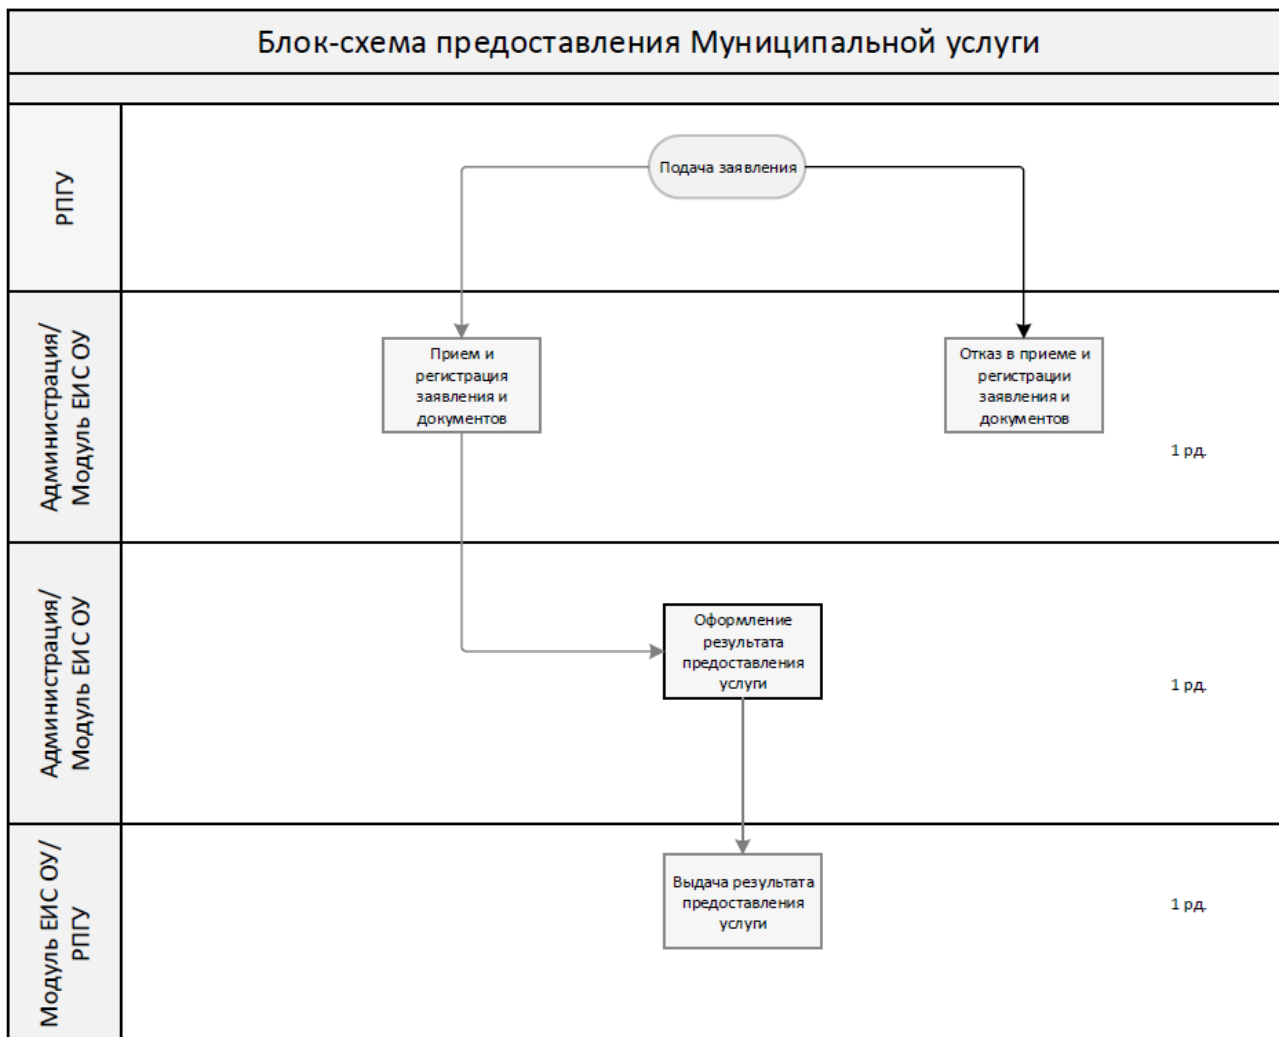 Блок-схема предоставления Муниципальной услуги
РПГУ
Подача заявления
Администрация/
Модуль ЕИС ОУ
Прием и
регистрация
заявления и
документов
Отказ в приеме и
регистрации
заявления и
документов
1 рд.
Администрация/
Модуль ЕИС ОУ
Оформление
результата
предоставления
услуги
1 рд.
Модуль ЕИС ОУ/
РПГУ
Выдача результата
предоставления
услуги
1 рд.